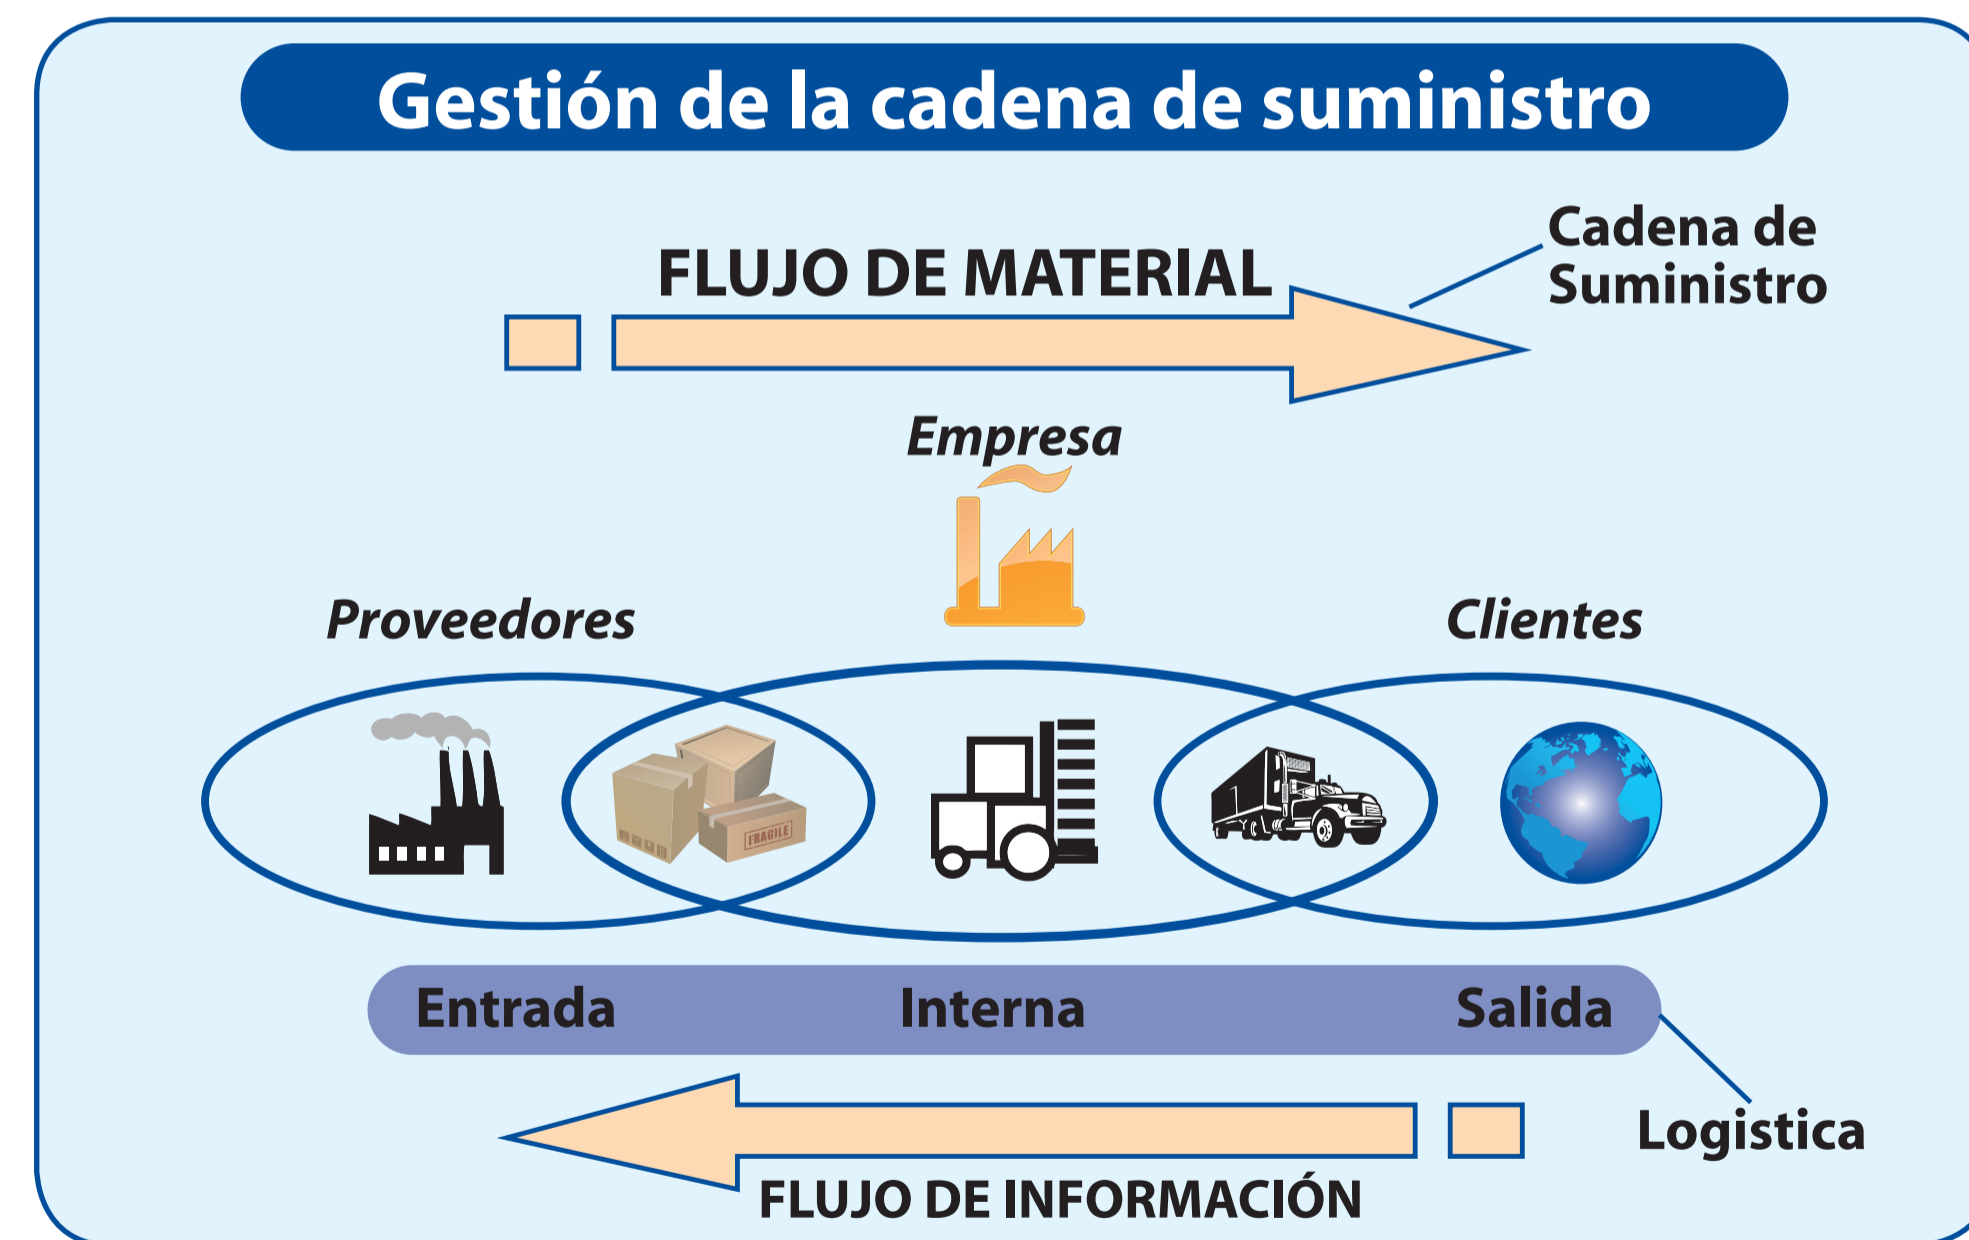 Gestión de la cadena de suministro
FLUJO DE MATERIAL
Cadena de
Suministro
Empresa
Proveedores
Clientes
FRAGILE
Entrada
Interna
Salida
Logistica
FLUJO DE INFORMACIÓN